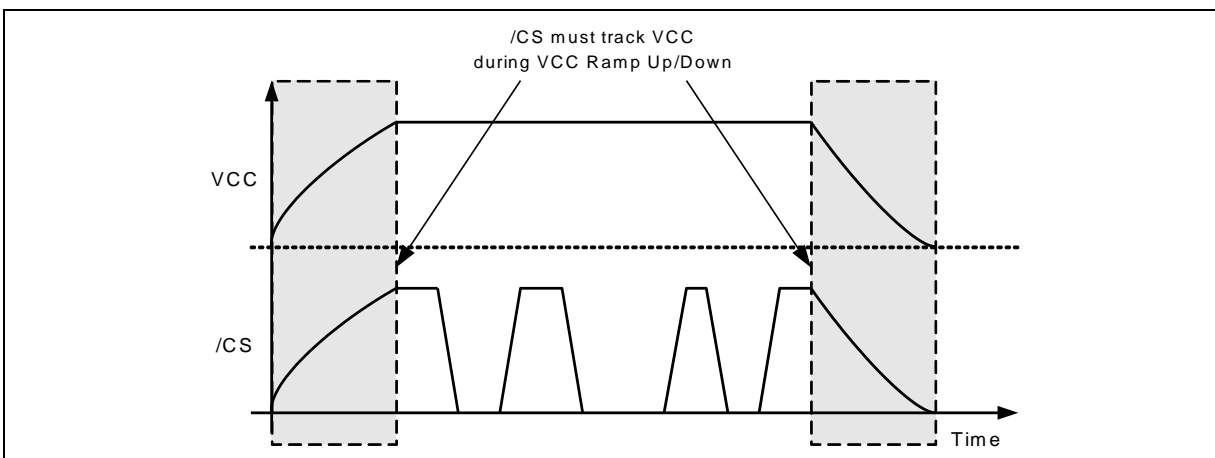 /CS must track VCC
during VCC Ramp Up/Down
VCC
/CS
Time